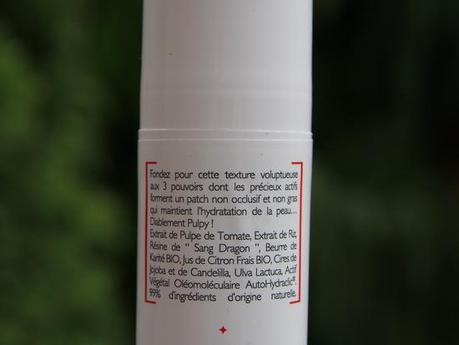 Fondez pour cette texture voluptueuse
aux 3 pouvoirs dont les précieux actifs
forment un patch non occlusif et non gras
qui maintient l'hydratation de la peau....
Diablement Pulpy !
Extrait de Pulpe de Tomate, Extrait de Riz,
Résine de " Sang Dragon ", Beurre de
Karité BIO, Jus de Citron Frais BIO, Cires de
Jojoba et de Candelilla, Ulva Lactuca, Actif
Végétal Oléomoléculaire AutoHydraclic®.
99% d'ingrédients d'origine naturelle.